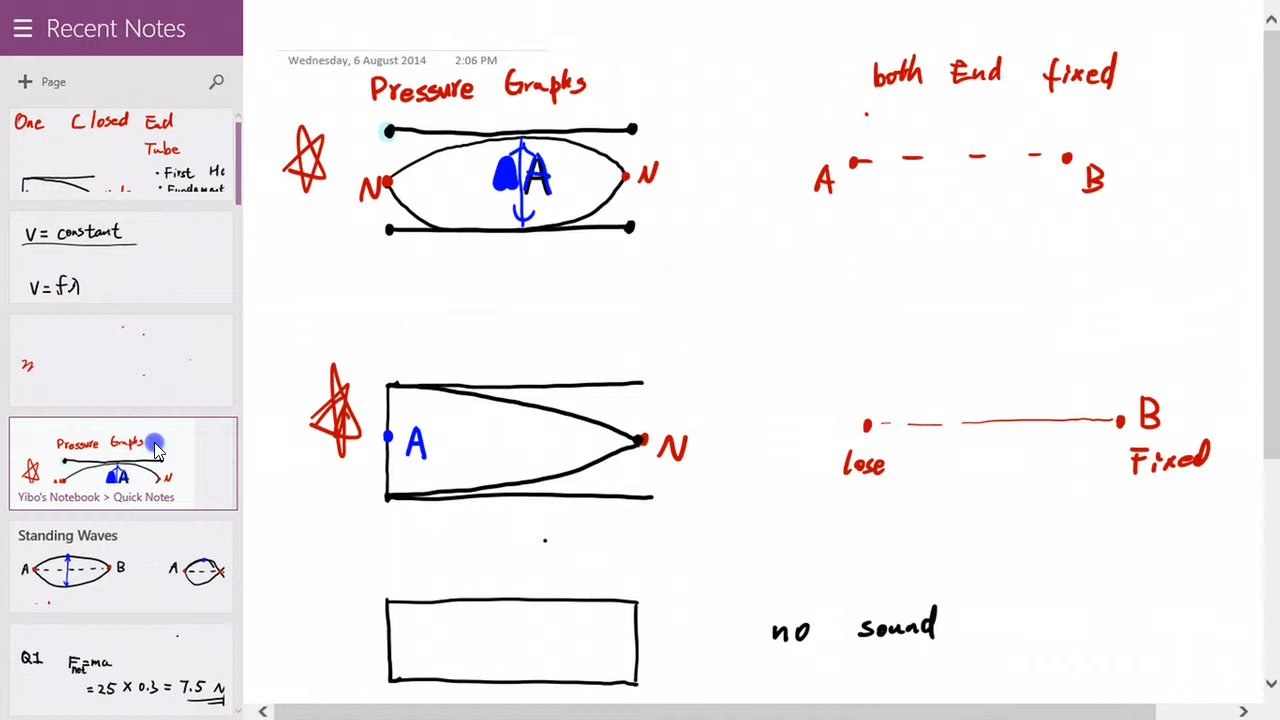 Recent Notes
Page
One Closed End
Tube
• First Ho
• Fundament
V = constant
V = fλ
Pressure Graphs
A
N
Yibo's Notebook > Quick Notes
Standing Waves
A B A
Q1 Fnet = ma
= 25 × 0.3 = 7.5 N
Wednesday, 6 August 2014 2:06 PM
Pressure Graphs
N A N
A N
both End fixed
A B
B
lose Fixed
no sound